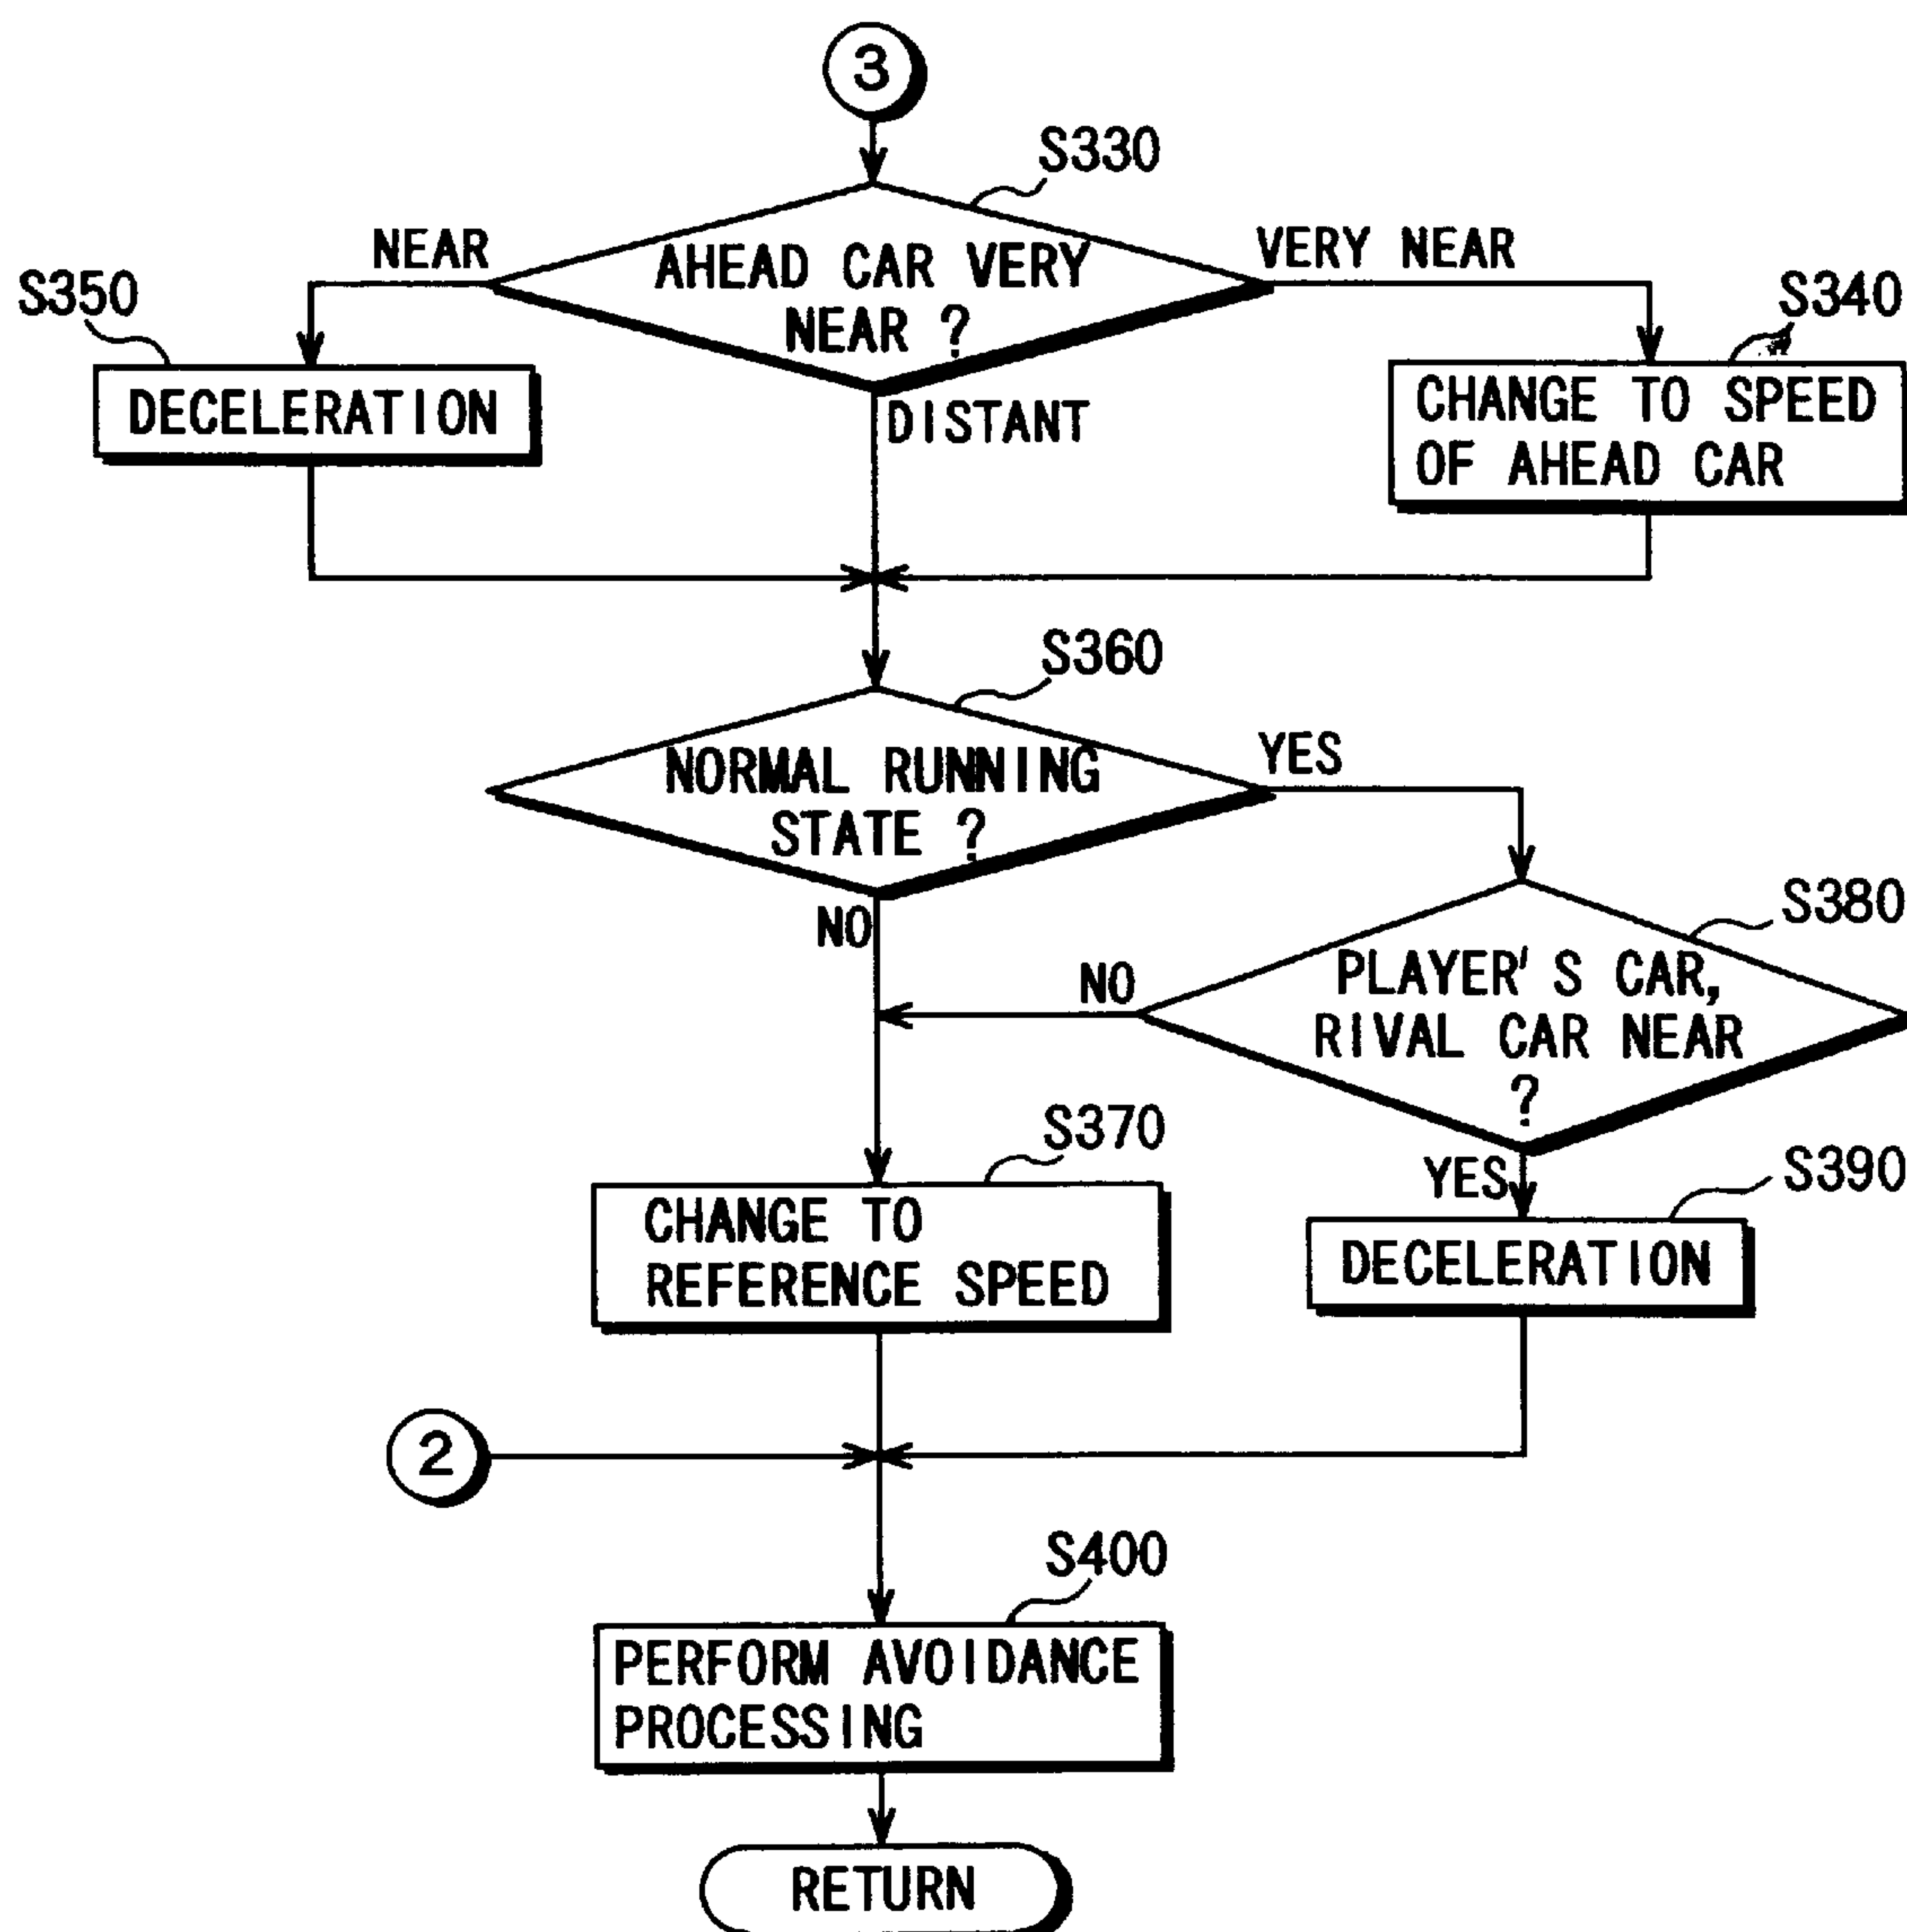 3
S330
NEAR
AHEAD CAR VERY
NEAR ?
VERY NEAR
S350
S340
DECELERATION
DISTANT
CHANGE TO SPEED
OF AHEAD CAR
S360
NORMAL RUNNING
STATE ?
YES
NO
S380
NO
PLAYER'S CAR,
RIVAL CAR NEAR
?
S370
YES
S390
CHANGE TO
REFERENCE SPEED
DECELERATION
2
S400
PERFORM AVOIDANCE
PROCESSING
RETURN